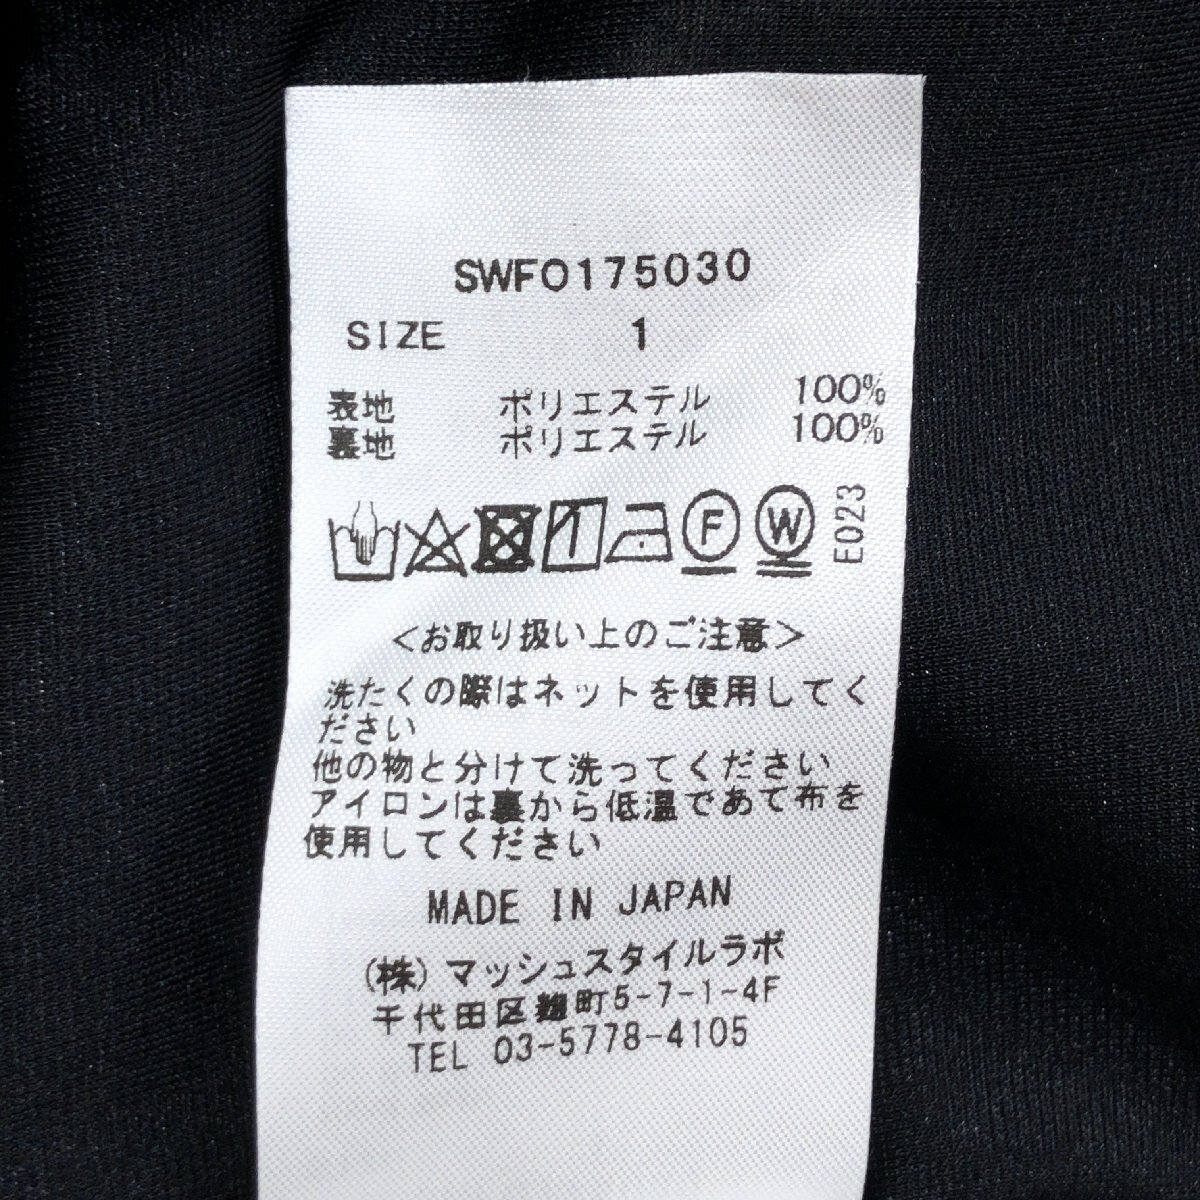 SWFO175030
SIZE 1
表地 ポリエステル 100%
裏地 ポリエステル 100%
F W E023
<お取り扱い上のご注意>
洗たくの際はネットを使用してく
ださい
他の物と分けて洗ってください
アイロンは裏から低温であて布を
使用してください
MADE IN JAPAN
(株)マッシュスタイルラボ
千代田区麹町5-7-1-4F
TEL 03-5778-4105